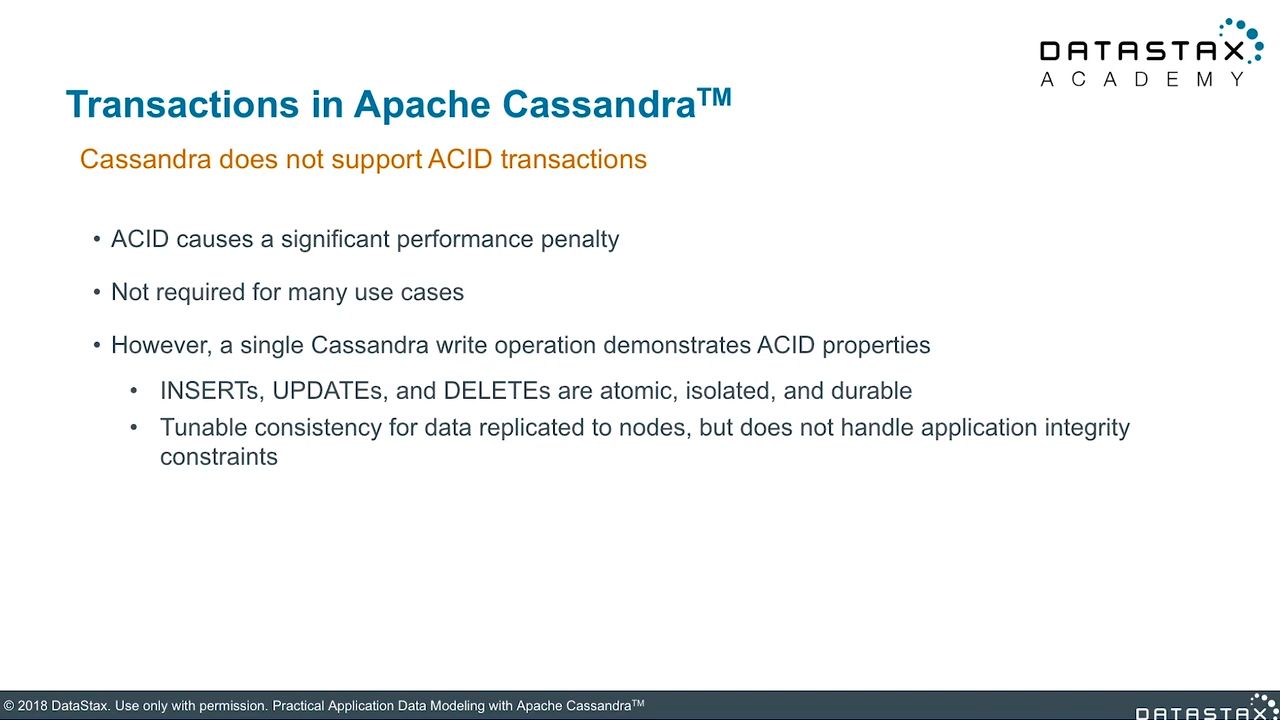 DATASTAX
ACADEMY
Transactions in Apache Cassandra™
Cassandra does not support ACID transactions
• ACID causes a significant performance penalty
• Not required for many use cases
• However, a single Cassandra write operation demonstrates ACID properties
• INSERTs, UPDATEs, and DELETEs are atomic, isolated, and durable
• Tunable consistency for data replicated to nodes, but does not handle application integrity
constraints
© 2018 DataStax. Use only with permission. Practical Application Data Modeling with Apache Cassandra™
DATASTAX